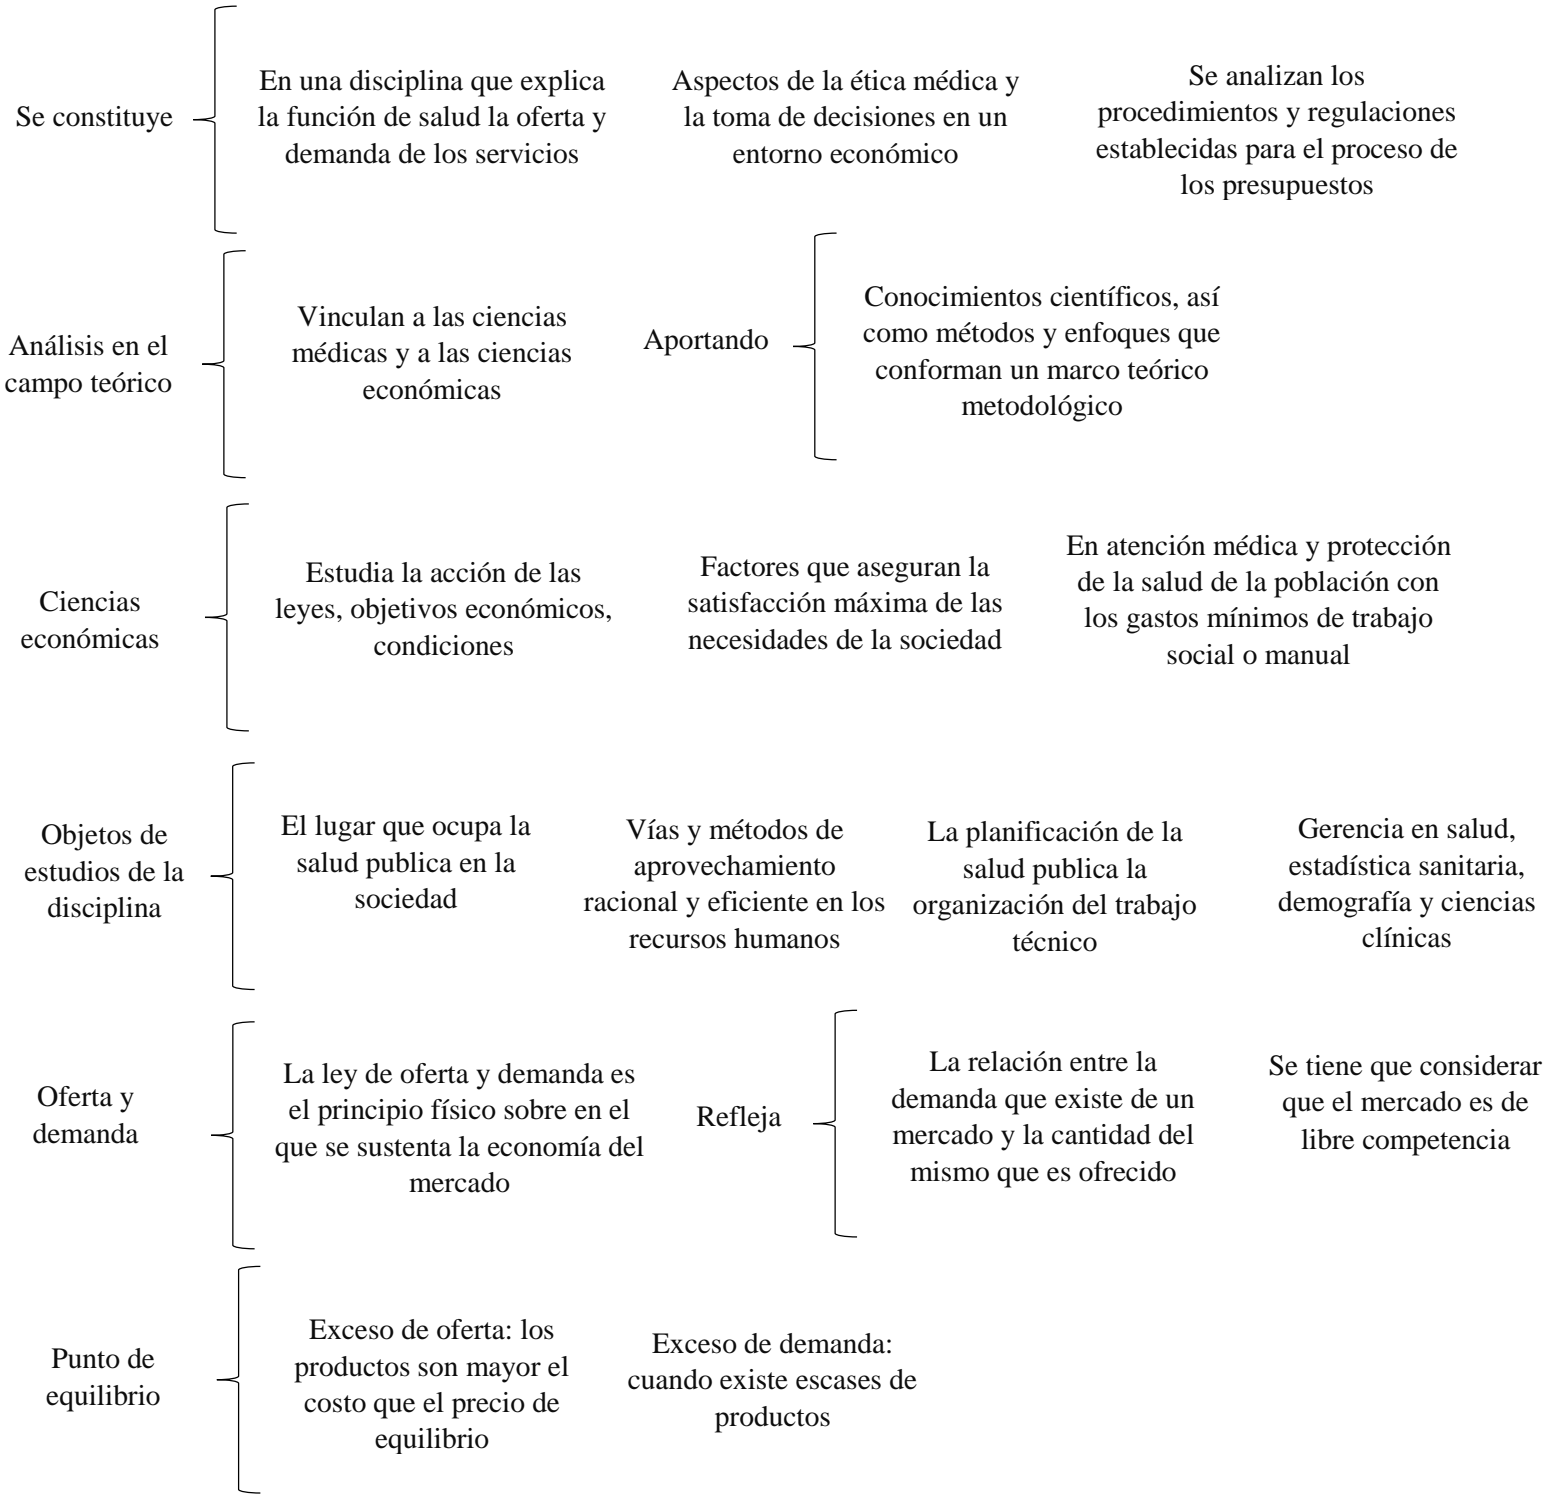 Se constituye
En una disciplina que explica
la función de salud la oferta y
demanda de los servicios
Aspectos de la ética médica y
la toma de decisiones en un
entorno económico
Se analizan los
procedimientos y regulaciones
establecidas para el proceso de
los presupuestos
Análisis en el
campo teórico
Vinculan a las ciencias
médicas y a las ciencias
económicas
Aportando
Conocimientos científicos, así
como métodos y enfoques que
conforman un marco teórico
metodológico
Ciencias
económicas
Estudia la acción de las
leyes, objetivos económicos,
condiciones
Factores que aseguran la
satisfacción máxima de las
necesidades de la sociedad
En atención médica y protección
de la salud de la población con
los gastos mínimos de trabajo
social o manual
Objetos de
estudios de la
disciplina
El lugar que ocupa la
salud publica en la
sociedad
Vías y métodos de
aprovechamiento
racional y eficiente en los
recursos humanos
La planificación de la
salud publica la
organización del trabajo
técnico
Gerencia en salud,
estadística sanitaria,
demografía y ciencias
clínicas
Oferta y
demanda
La ley de oferta y demanda es
el principio físico sobre en el
que se sustenta la economía del
mercado
Refleja
La relación entre la
demanda que existe de un
mercado y la cantidad del
mismo que es ofrecido
Se tiene que considerar
que el mercado es de
libre competencia
Punto de
equilibrio
Exceso de oferta: los
productos son mayor el
costo que el precio de
equilibrio
Exceso de demanda:
cuando existe escases de
productos